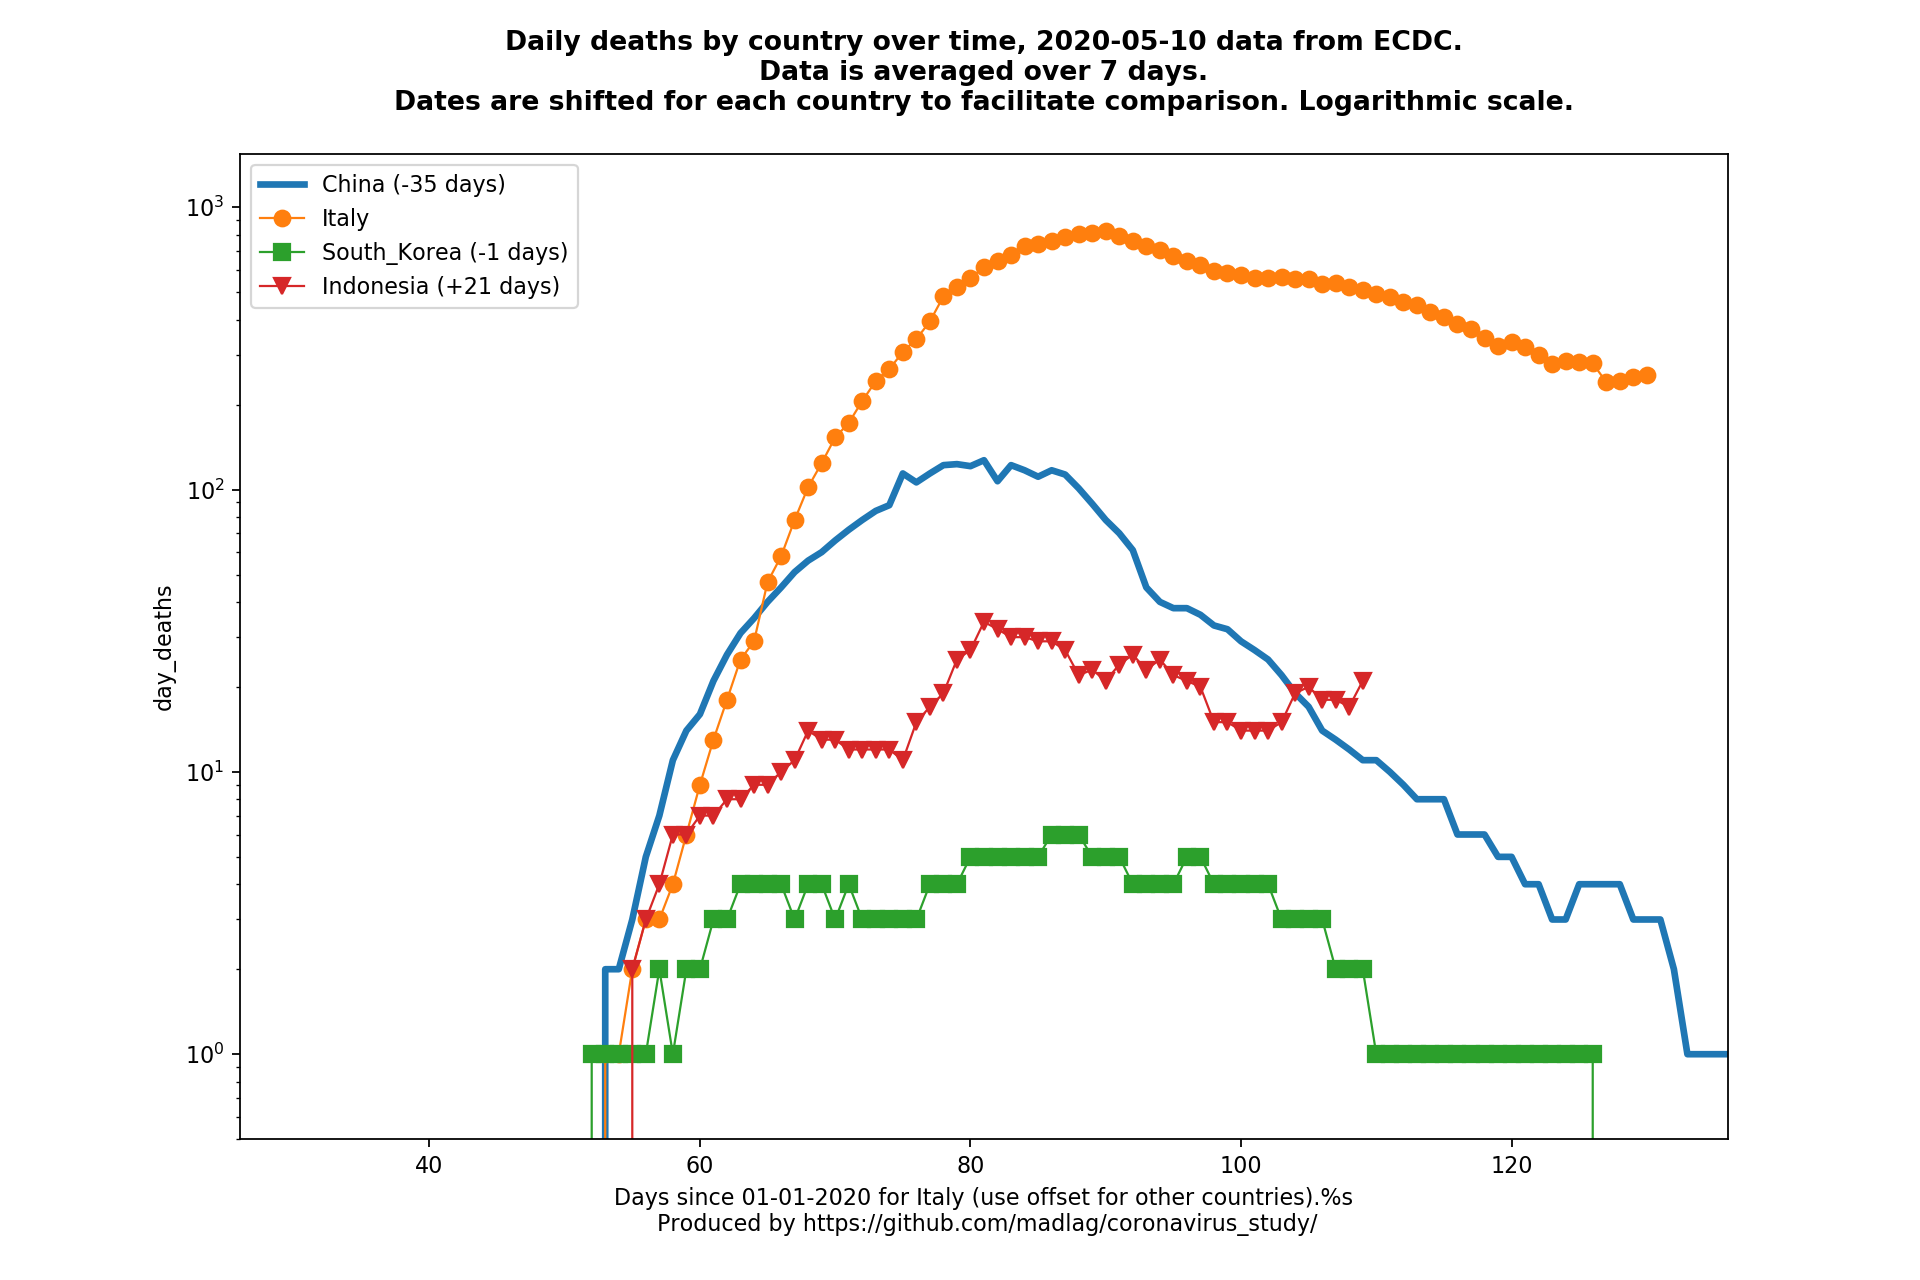 Daily deaths by country over time, 2020-05-10 data from ECDC.
Data is averaged over 7 days.
Dates are shifted for each country to facilitate comparison. Logarithmic scale.
China (-35 days)
Italy
South_Korea (-1 days)
Indonesia (+21 days)
10³
10²
10¹
10⁰
day_deaths
40 60 80 100 120
Days since 01-01-2020 for Italy (use offset for other countries).%s
Produced by https://github.com/madlag/coronavirus_study/